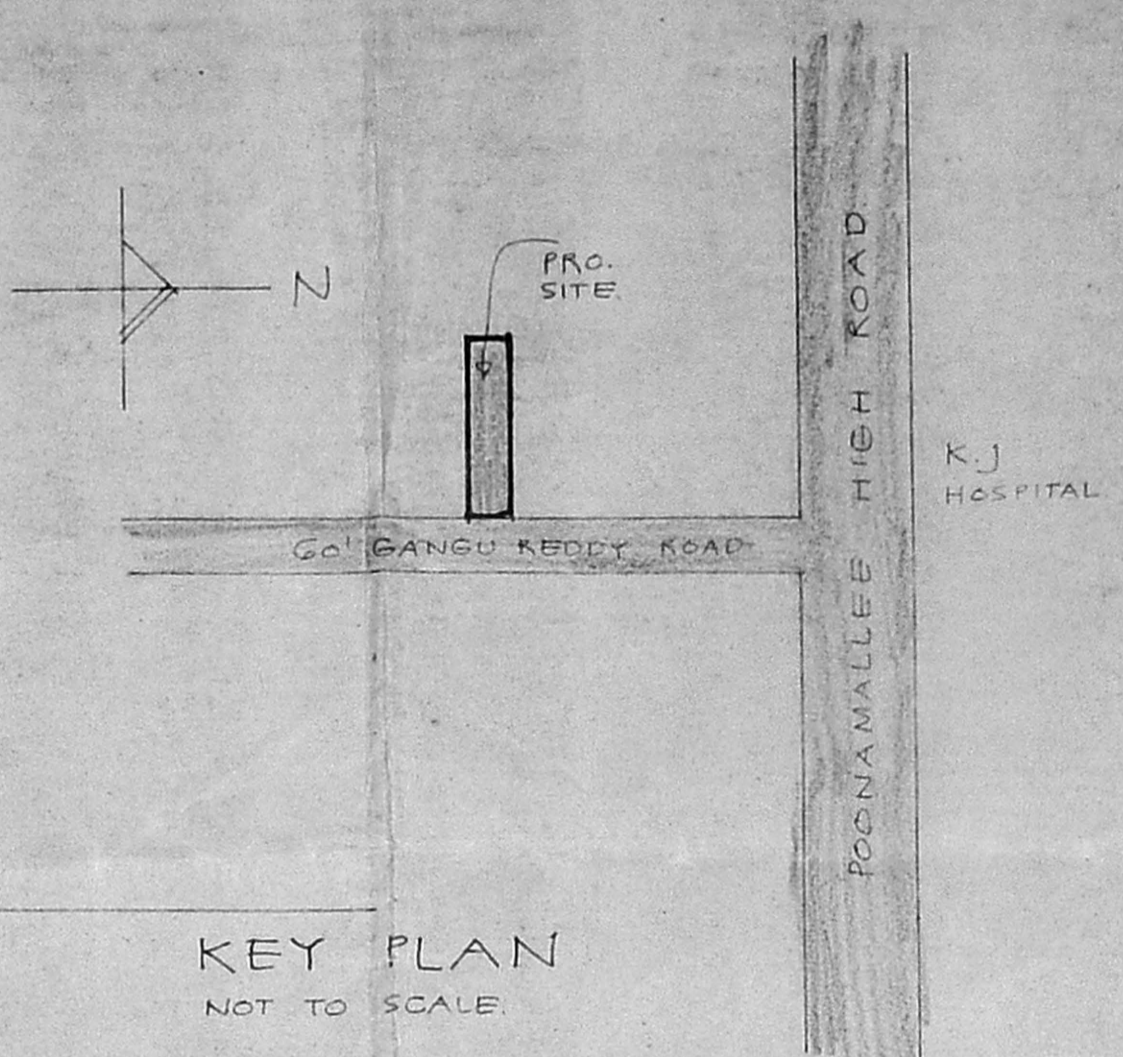 N
PRO.
SITE.
K.J
HOSPITAL
60' GANGU REDDY ROAD
POONAMALLEE HIGH ROAD.
KEY PLAN
NOT TO SCALE.